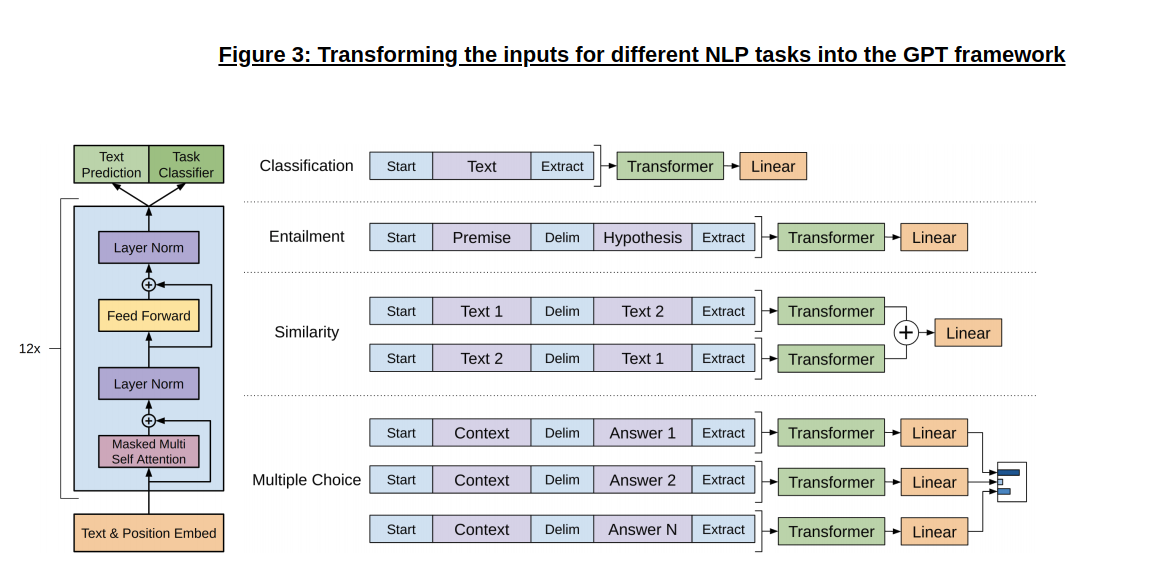 Figure 3: Transforming the inputs for different NLP tasks into the GPT framework
Text
Prediction
Task
Classifier
Layer Norm
Feed Forward
12x
Layer Norm
Masked Multi
Self Attention
Text & Position Embed
Classification
Start
Text
Extract
Transformer
Linear
Entailment
Start
Premise
Delim
Hypothesis
Extract
Transformer
Linear
Similarity
Start
Text 1
Delim
Text 2
Extract
Transformer
Start
Text 2
Delim
Text 1
Extract
Transformer
Linear
Multiple Choice
Start
Context
Delim
Answer 1
Extract
Transformer
Linear
Start
Context
Delim
Answer 2
Extract
Transformer
Linear
Start
Context
Delim
Answer N
Extract
Transformer
Linear